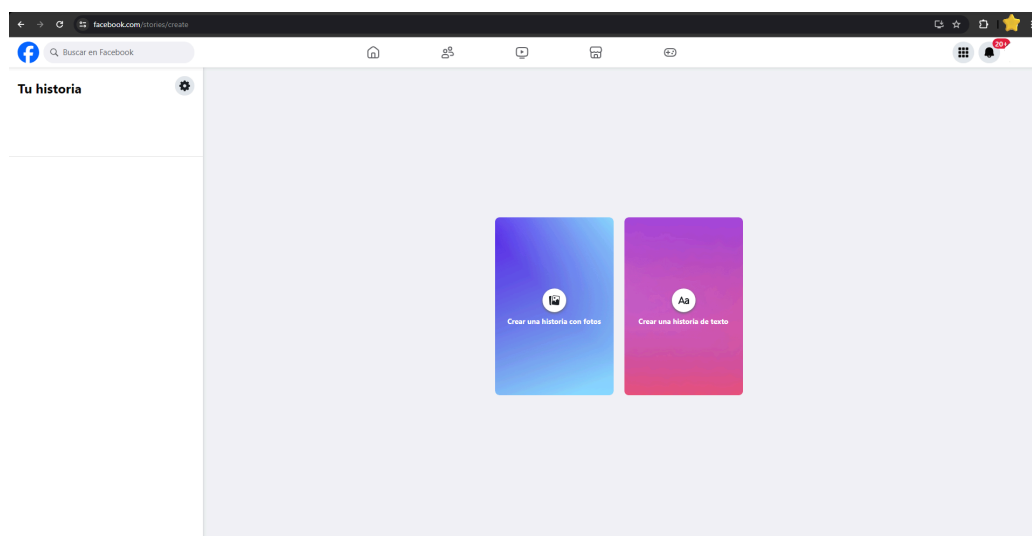 facebook.com/stories/create
Buscar en Facebook
20+
Tu historia
Crear una historia con fotos
Aa
Crear una historia de texto